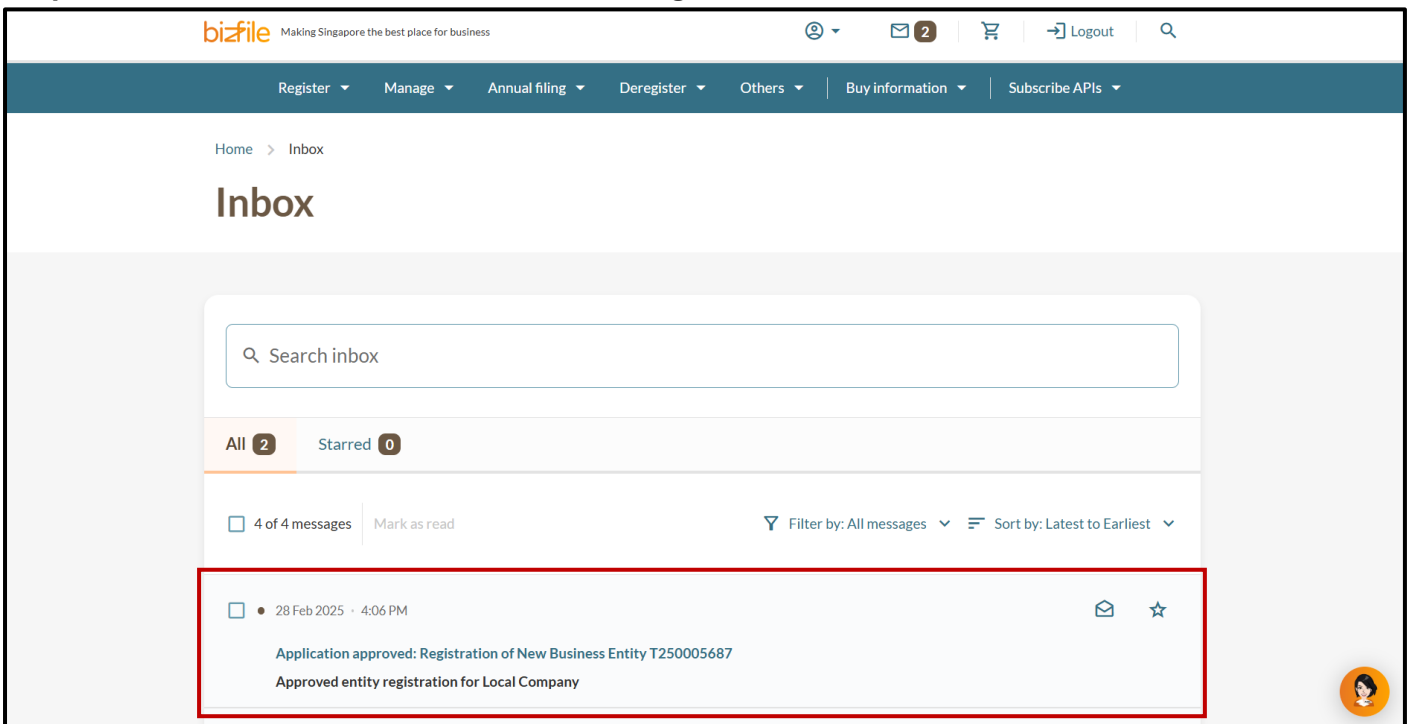 bizfile Making Singapore the best place for business 2 Logout
Register Manage Annual filing Deregister Others Buy information Subscribe APIs
Home > Inbox
Inbox
Search inbox
All 2 Starred 0
4 of 4 messages Mark as read Filter by: All messages Sort by: Latest to Earliest
28 Feb 2025 • 4:06 PM
Application approved: Registration of New Business Entity T250005687
Approved entity registration for Local Company